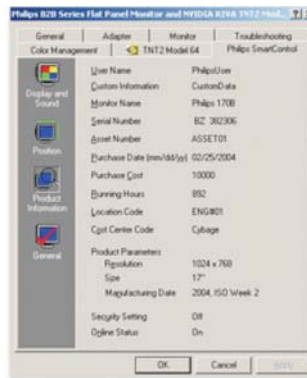 Philips B2B Series Flat Panel Monitor and NVIDIA RIVA TNT2 Mod...
General Adapter Monitor Troubleshooting
Color Management TNT2 Model 64 Philips SmartControl
Display and Sound
Position
Product Information
General
User Name PhilipsUser
Custom Information CustomData
Monitor Name Philips 170B
Serial Number BZ 382306
Asset Number ASSET01
Purchase Date (mm/dd/yy) 02/25/2004
Purchase Cost 10000
Running Hours 892
Location Code ENG#01
Cost Center Code Cybage
Product Parameters
Resolution 1024 x 768
Size 17"
Manufacturing Date 2004, ISO Week 2
Security Setting Off
Online Status On
OK Cancel Apply